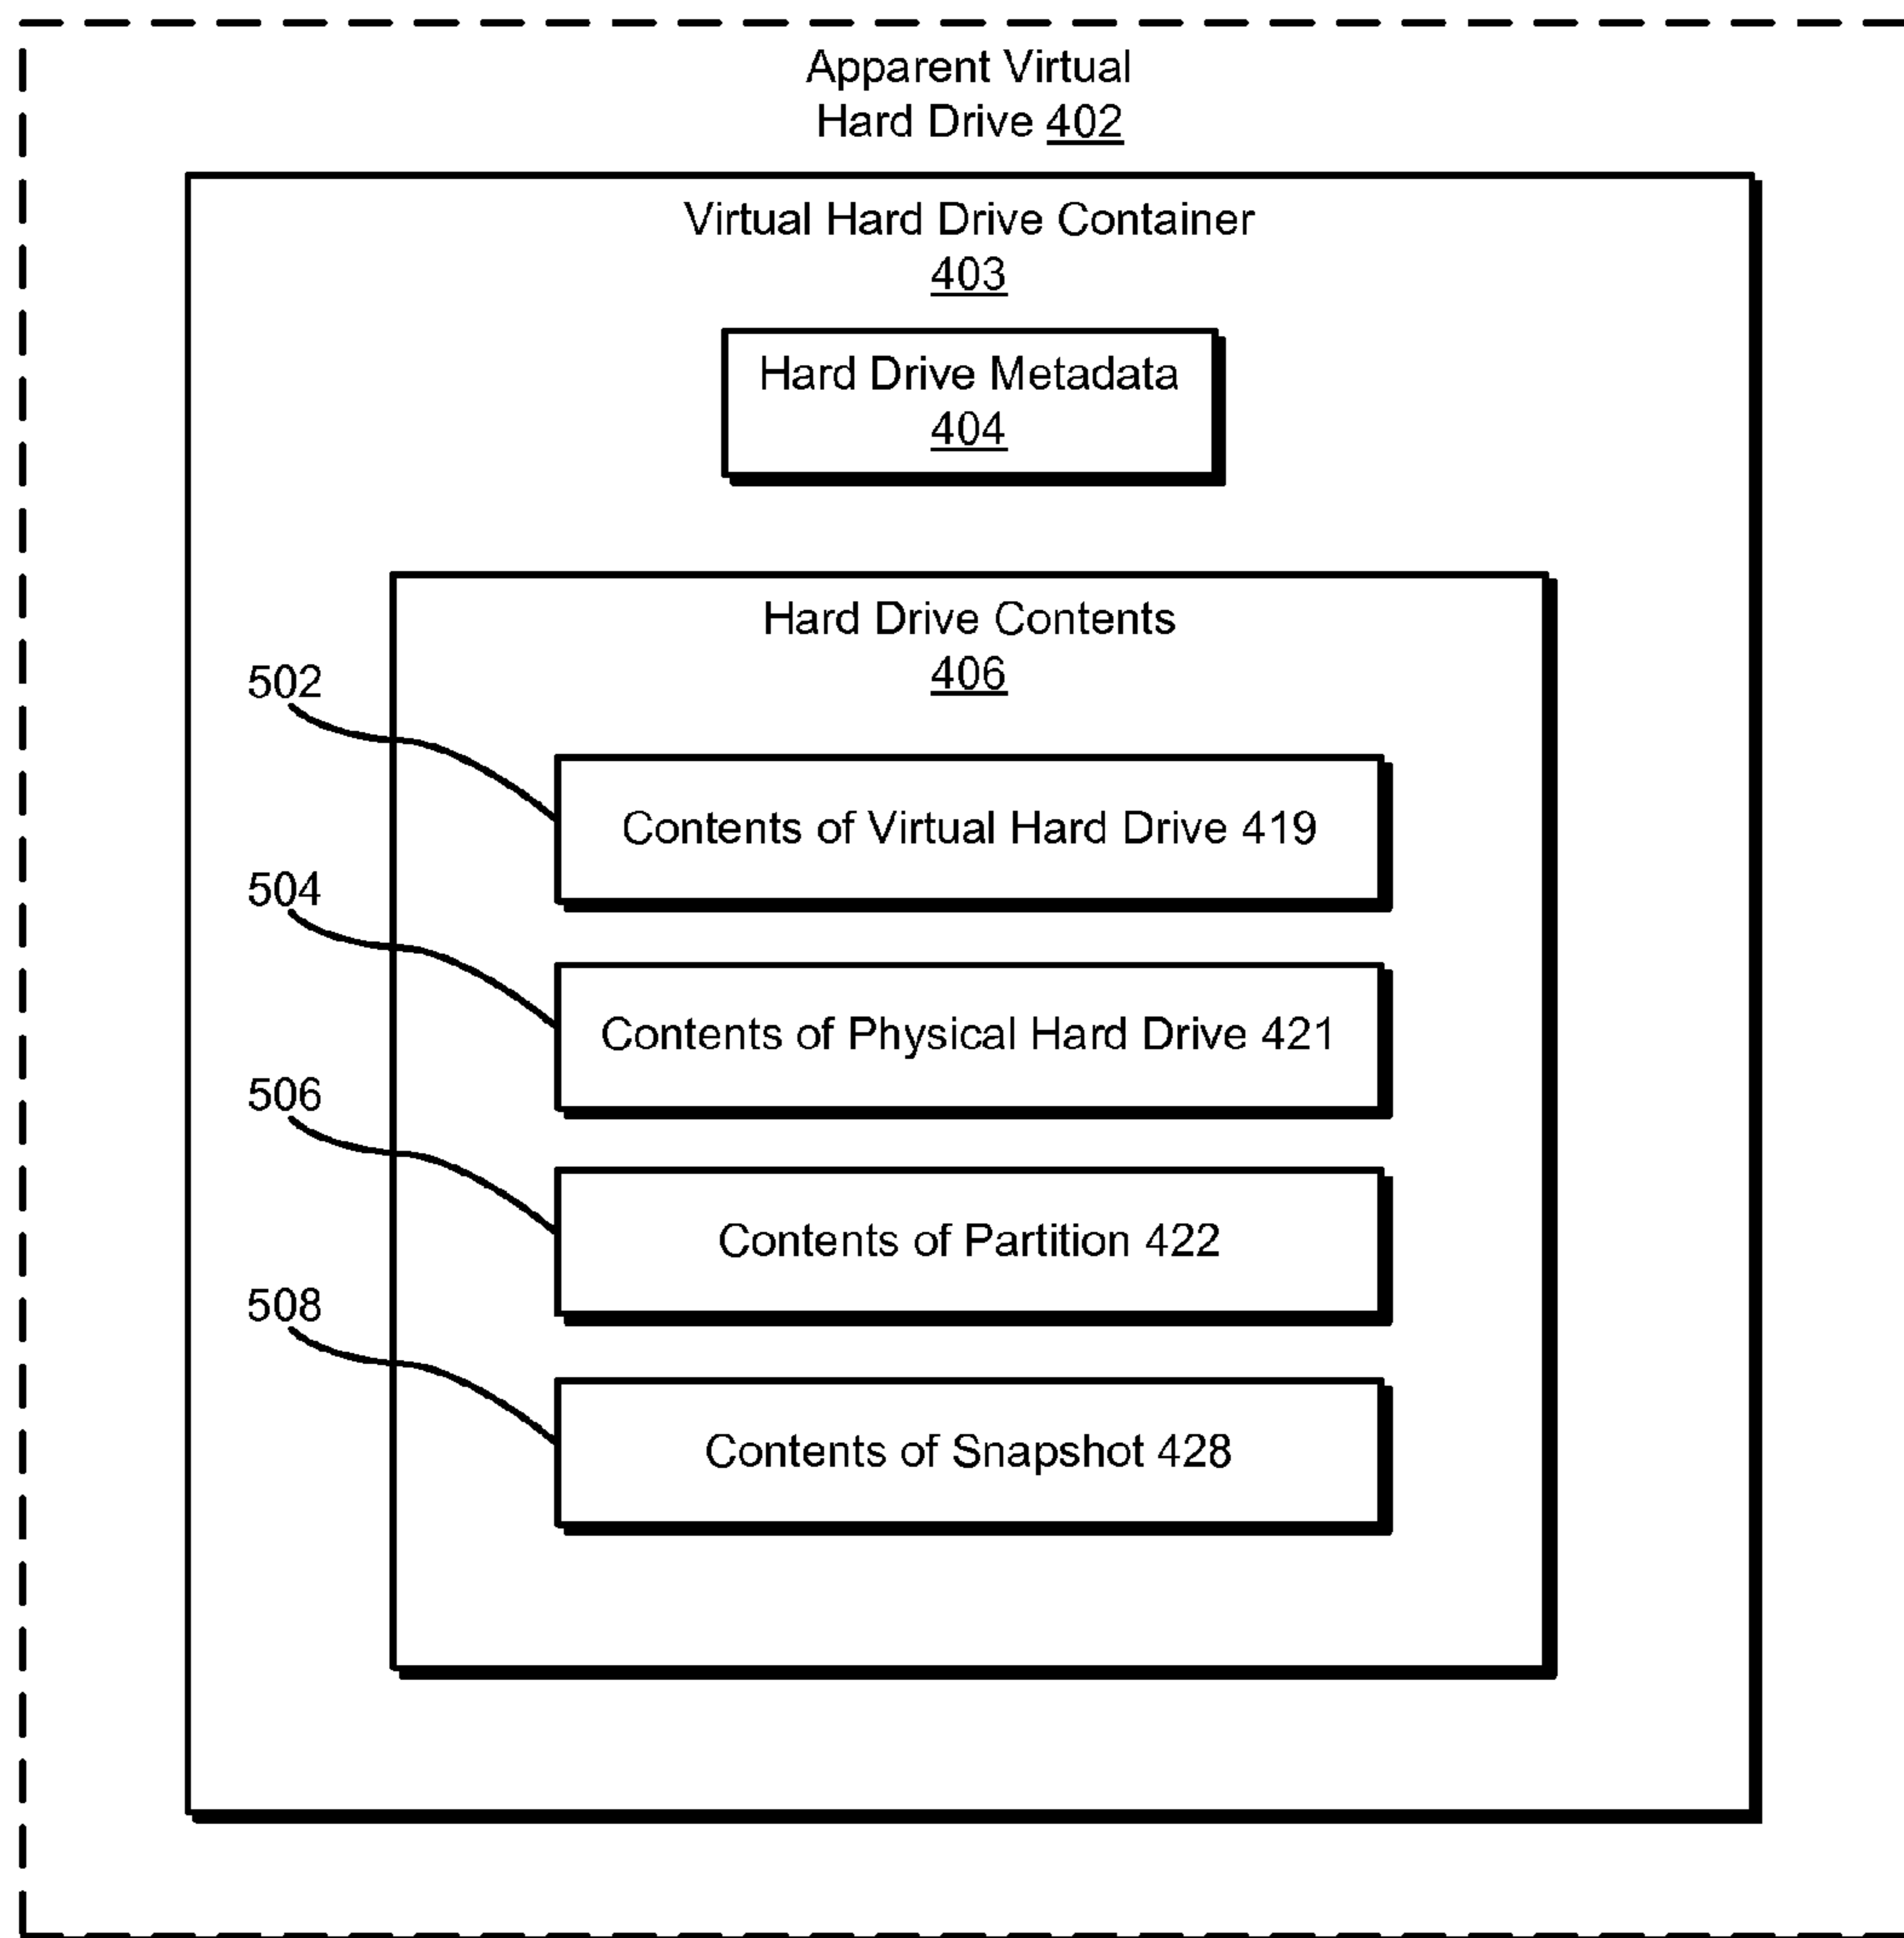 Apparent Virtual
Hard Drive 402
Virtual Hard Drive Container
403
Hard Drive Metadata
404
Hard Drive Contents
406
502
Contents of Virtual Hard Drive 419
504
Contents of Physical Hard Drive 421
506
Contents of Partition 422
508
Contents of Snapshot 428